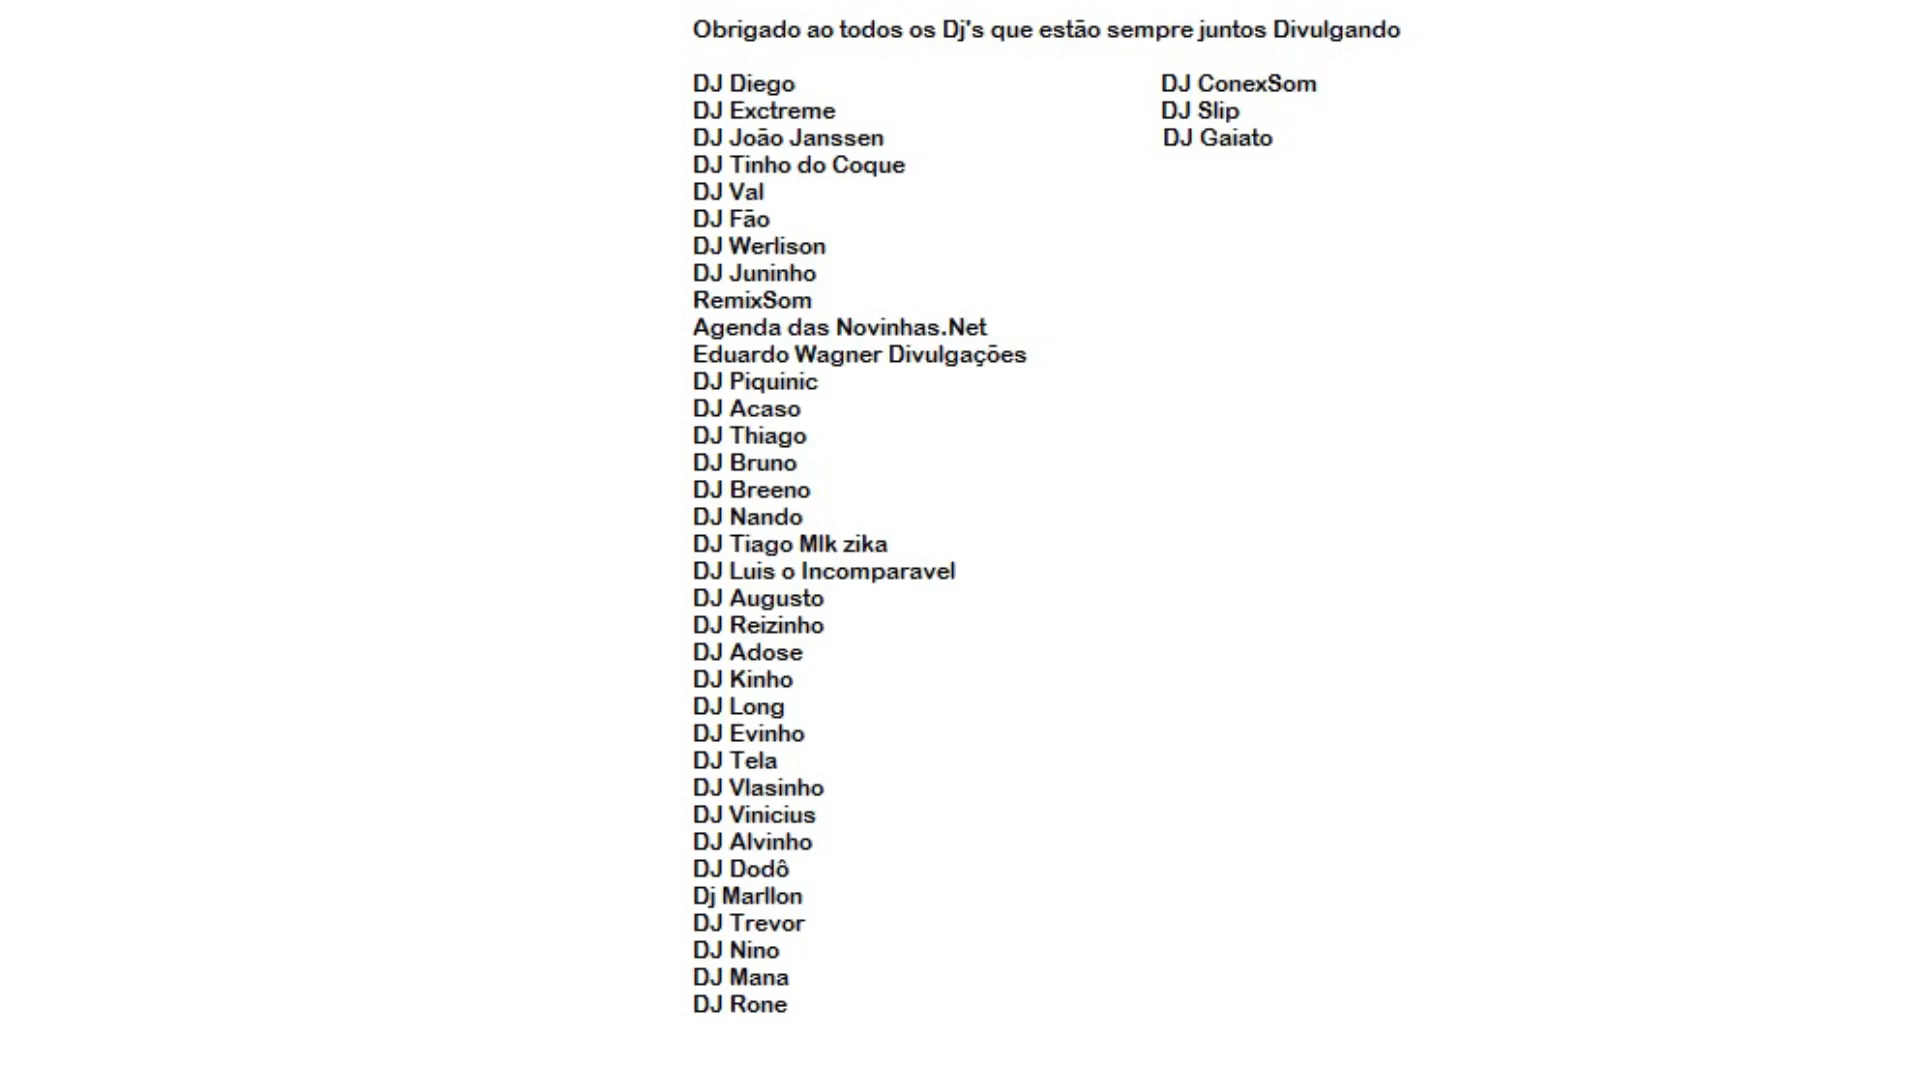 Obrigado ao todos os Dj's que estão sempre juntos Divulgando
DJ Diego
DJ Exctreme
DJ João Janssen
DJ Tinho do Coque
DJ Val
DJ Fão
DJ Werlison
DJ Juninho
RemixSom
Agenda das Novinhas.Net
Eduardo Wagner Divulgações
DJ Piquinic
DJ Acaso
DJ Thiago
DJ Bruno
DJ Breeno
DJ Nando
DJ Tiago Mlk zika
DJ Luis o Incomparavel
DJ Augusto
DJ Reizinho
DJ Adose
DJ Kinho
DJ Long
DJ Evinho
DJ Tela
DJ Vlasinho
DJ Vinicius
DJ Alvinho
DJ Dodô
Dj Marllon
DJ Trevor
DJ Nino
DJ Mana
DJ Rone
DJ ConexSom
DJ Slip
DJ Gaiato